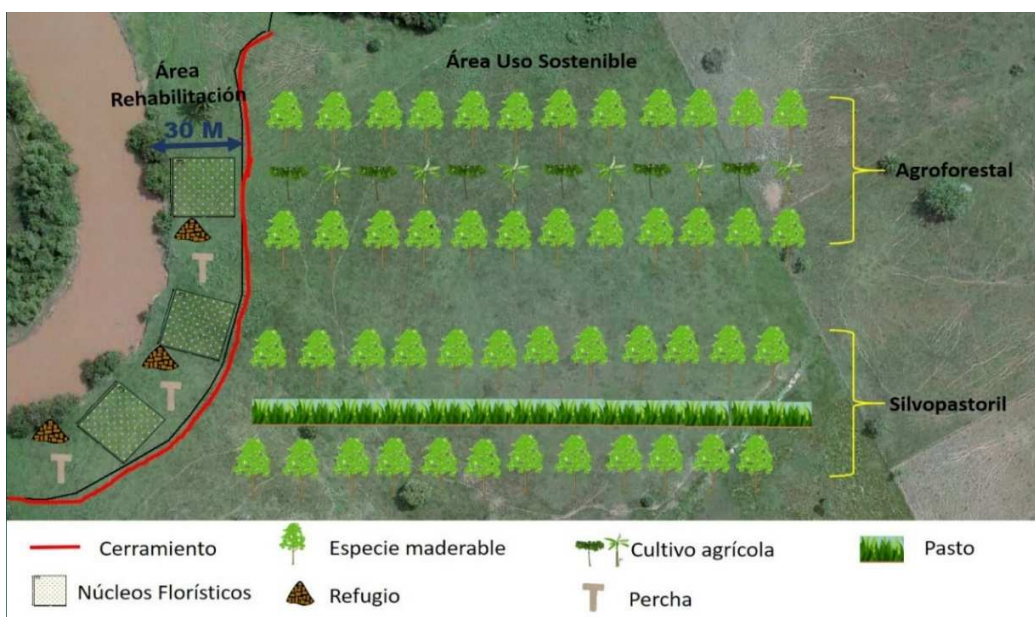 Área
Rehabilitación
30 M
Área Uso Sostenible
Agroforestal
Silvopastoril
Cerramiento
Especie maderable
Cultivo agrícola
Pasto
Núcleos Florísticos
Refugio
Percha